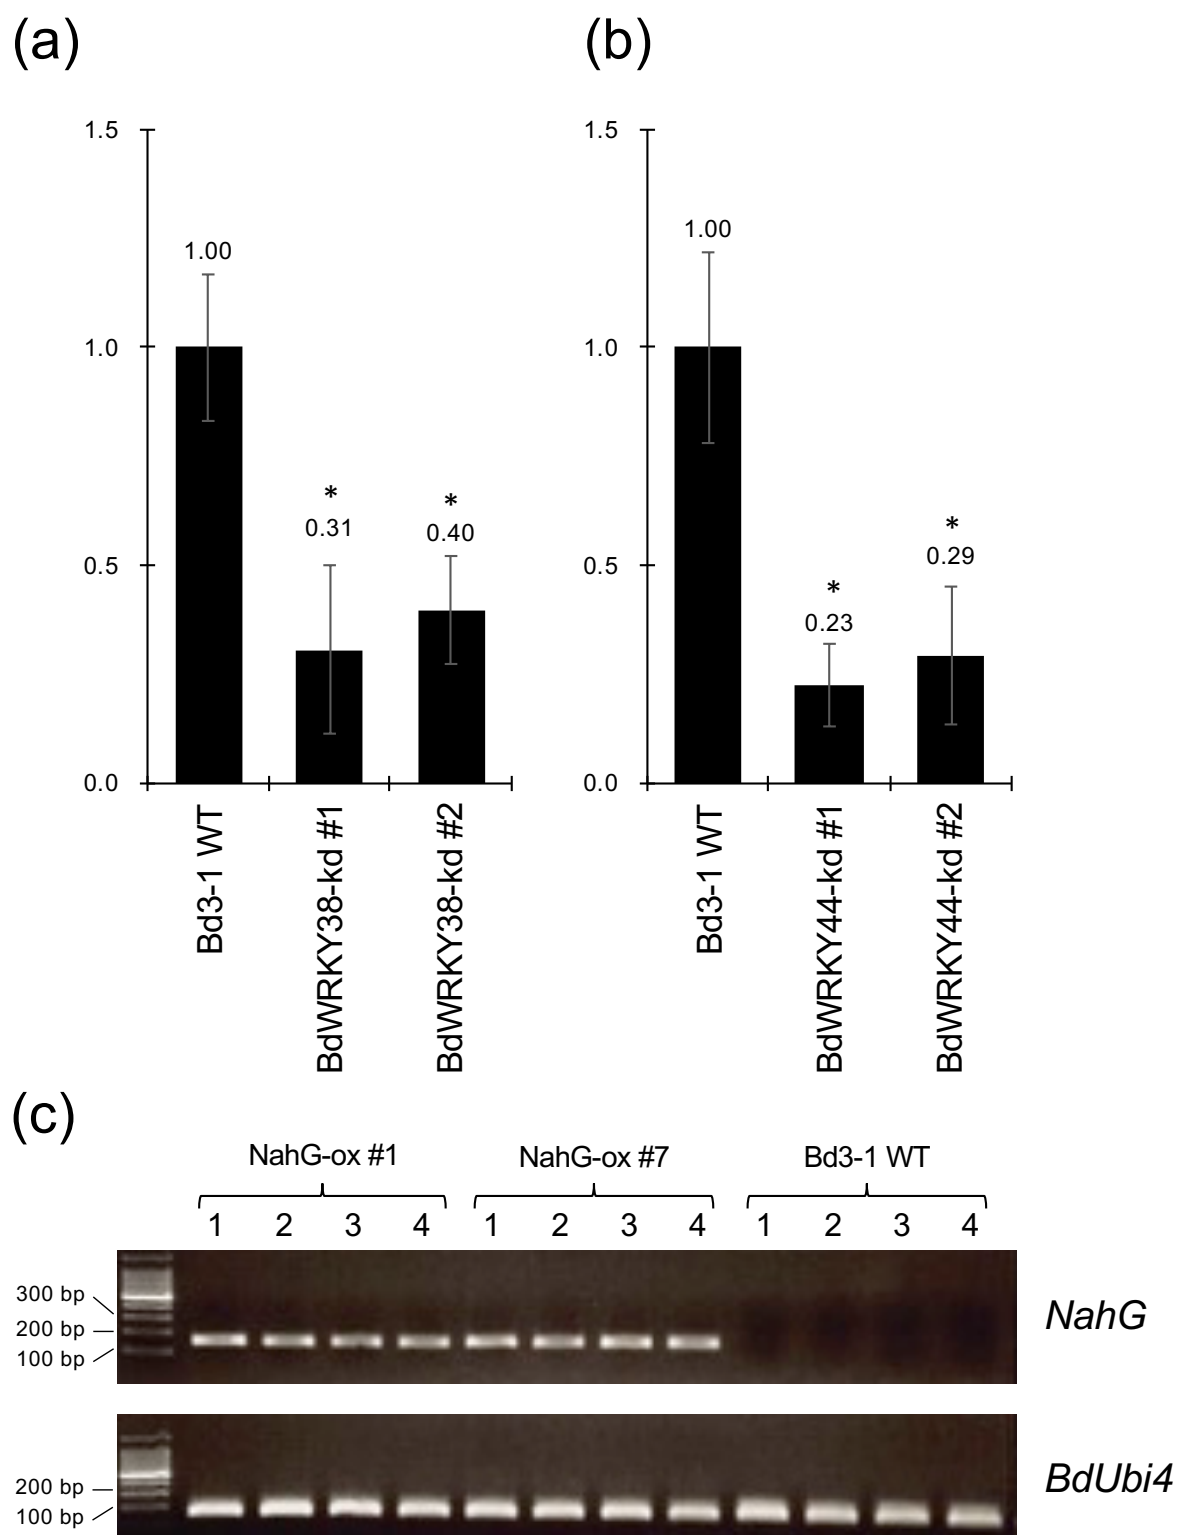 (a)
1.5
1.0
0.5
0.0
1.00
*
0.31
*
0.40
Bd3-1 WT
BdWRKY38-kd #1
BdWRKY38-kd #2
(b)
1.5
1.0
0.5
0.0
1.00
*
0.23
*
0.29
Bd3-1 WT
BdWRKY44-kd #1
BdWRKY44-kd #2
(c)
NahG-ox #1 NahG-ox #7 Bd3-1 WT
1 2 3 4 1 2 3 4 1 2 3 4
300 bp
200 bp
100 bp
NahG
200 bp
100 bp
BdUbi4